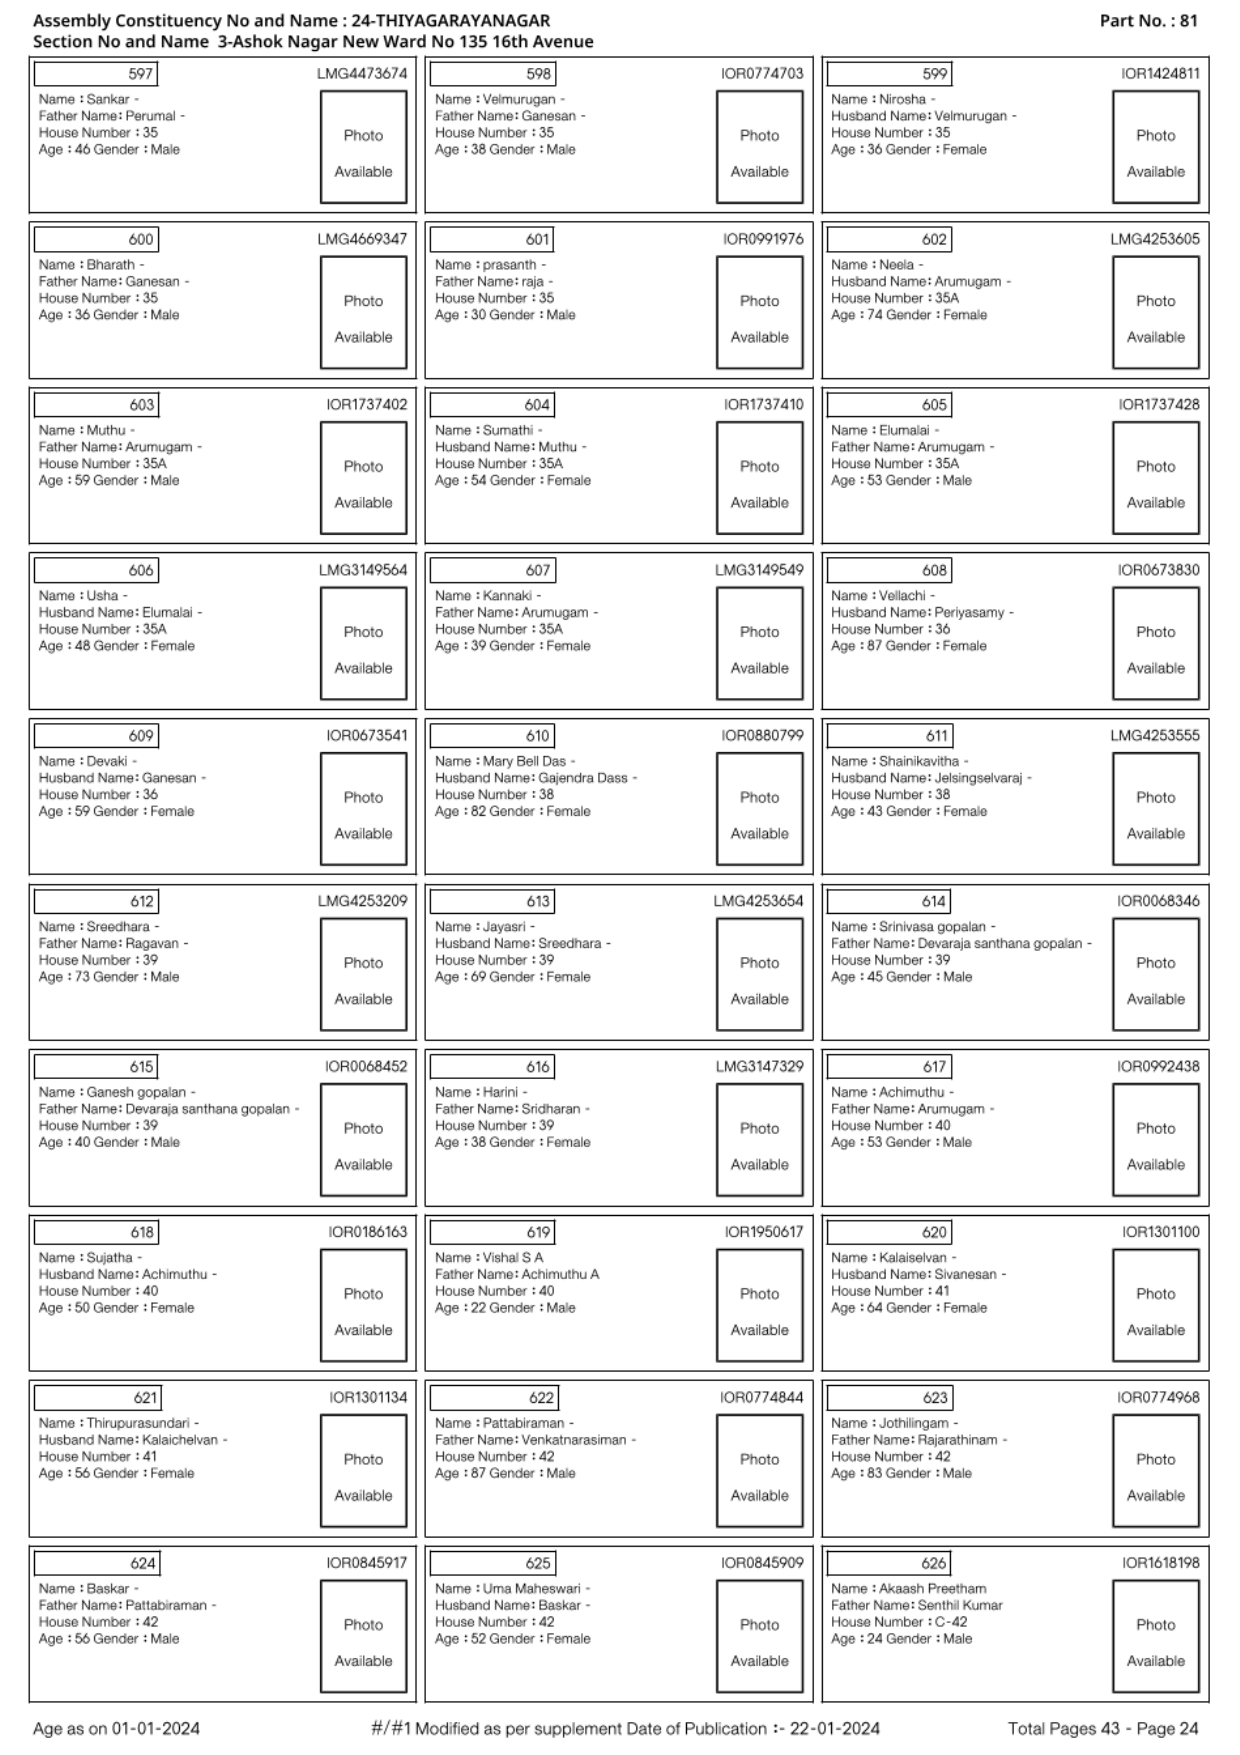 Assembly Constituency No and Name : 24-THIYAGARAYANAGAR
Part No. : 81
Section No and Name 3-Ashok Nagar New Ward No 135 16th Avenue
597 LMG4473674
Name : Sankar -
Father Name: Perumal -
House Number : 35
Age : 46 Gender : Male
Photo
Available
598 IOR0774703
Name : Velmurugan -
Father Name: Ganesan -
House Number : 35
Age : 38 Gender : Male
Photo
Available
599 IOR1424811
Name : Nirosha -
Husband Name: Velmurugan -
House Number : 35
Age : 36 Gender : Female
Photo
Available
600 LMG4669347
Name : Bharath -
Father Name: Ganesan -
House Number : 35
Age : 36 Gender : Male
Photo
Available
601 IOR0991976
Name : prasanth -
Father Name: raja -
House Number : 35
Age : 30 Gender : Male
Photo
Available
602 LMG4253605
Name : Neela -
Husband Name: Arumugam -
House Number : 35A
Age : 74 Gender : Female
Photo
Available
603 IOR1737402
Name : Muthu -
Father Name: Arumugam -
House Number : 35A
Age : 59 Gender : Male
Photo
Available
604 IOR1737410
Name : Sumathi -
Husband Name: Muthu -
House Number : 35A
Age : 54 Gender : Female
Photo
Available
605 IOR1737428
Name : Elumalai -
Father Name: Arumugam -
House Number : 35A
Age : 53 Gender : Male
Photo
Available
606 LMG3149564
Name : Usha -
Husband Name: Elumalai -
House Number : 35A
Age : 48 Gender : Female
Photo
Available
607 LMG3149549
Name : Kannaki -
Father Name: Arumugam -
House Number : 35A
Age : 39 Gender : Female
Photo
Available
608 IOR0673830
Name : Vellachi -
Husband Name: Periyasamy -
House Number : 36
Age : 87 Gender : Female
Photo
Available
609 IOR0673541
Name : Devaki -
Husband Name: Ganesan -
House Number : 36
Age : 59 Gender : Female
Photo
Available
610 IOR0880799
Name : Mary Bell Das -
Husband Name: Gajendra Dass -
House Number : 38
Age : 82 Gender : Female
Photo
Available
611 LMG4253555
Name : Shainikavitha -
Husband Name: Jelsingselvaraj -
House Number : 38
Age : 43 Gender : Female
Photo
Available
612 LMG4253209
Name : Sreedhara -
Father Name: Ragavan -
House Number : 39
Age : 73 Gender : Male
Photo
Available
613 LMG4253654
Name : Jayasri -
Husband Name: Sreedhara -
House Number : 39
Age : 69 Gender : Female
Photo
Available
614 IOR0068346
Name : Srinivasa gopalan -
Father Name: Devaraja santhana gopalan -
House Number : 39
Age : 45 Gender : Male
Photo
Available
615 IOR0068452
Name : Ganesh gopalan -
Father Name: Devaraja santhana gopalan -
House Number : 39
Age : 40 Gender : Male
Photo
Available
616 LMG3147329
Name : Harini -
Father Name: Sridharan -
House Number : 39
Age : 38 Gender : Female
Photo
Available
617 IOR0992438
Name : Achimuthu -
Father Name: Arumugam -
House Number : 40
Age : 53 Gender : Male
Photo
Available
618 IOR0186163
Name : Sujatha -
Husband Name: Achimuthu -
House Number : 40
Age : 50 Gender : Female
Photo
Available
619 IOR1950617
Name : Vishal S A
Father Name: Achimuthu A
House Number : 40
Age : 22 Gender : Male
Photo
Available
620 IOR1301100
Name : Kalaiselvan -
Husband Name: Sivanesan -
House Number : 41
Age : 64 Gender : Female
Photo
Available
621 IOR1301134
Name : Thirupurasundari -
Husband Name: Kalaichelvan -
House Number : 41
Age : 56 Gender : Female
Photo
Available
622 IOR0774844
Name : Pattabiraman -
Father Name: Venkatnarasiman -
House Number : 42
Age : 87 Gender : Male
Photo
Available
623 IOR0774968
Name : Jothilingam -
Father Name: Rajarathinam -
House Number : 42
Age : 83 Gender : Male
Photo
Available
624 IOR0845917
Name : Baskar -
Father Name: Pattabiraman -
House Number : 42
Age : 56 Gender : Male
Photo
Available
625 IOR0845909
Name : Uma Maheswari -
Husband Name: Baskar -
House Number : 42
Age : 52 Gender : Female
Photo
Available
626 IOR1618198
Name : Akaash Preetham
Father Name: Senthil Kumar
House Number : C-42
Age : 24 Gender : Male
Photo
Available
Age as on 01-01-2024
#/#1 Modified as per supplement Date of Publication :- 22-01-2024
Total Pages 43 - Page 24